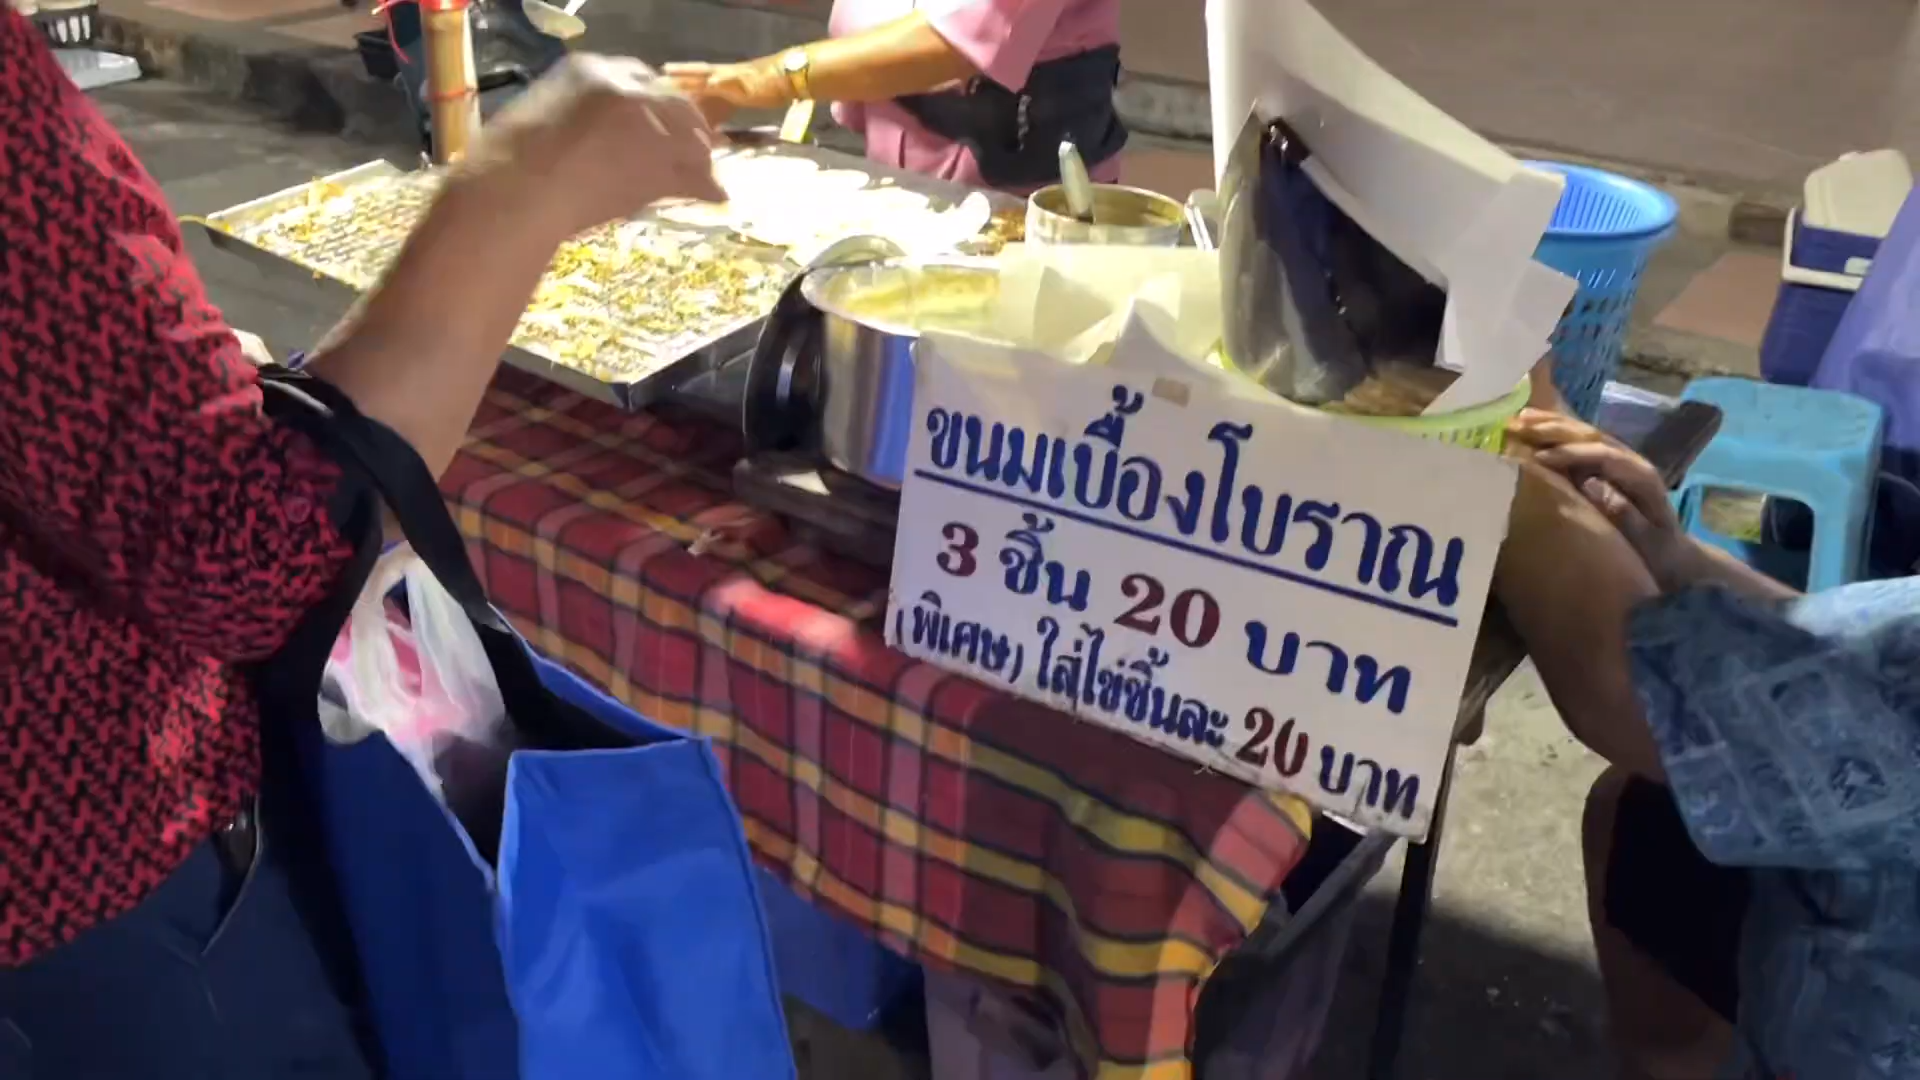 ขนมเบื้องโบราณ
3 ชิ้น 20 บาท
(พิเศษ) ใส่ไข่ชิ้นละ 20 บาท